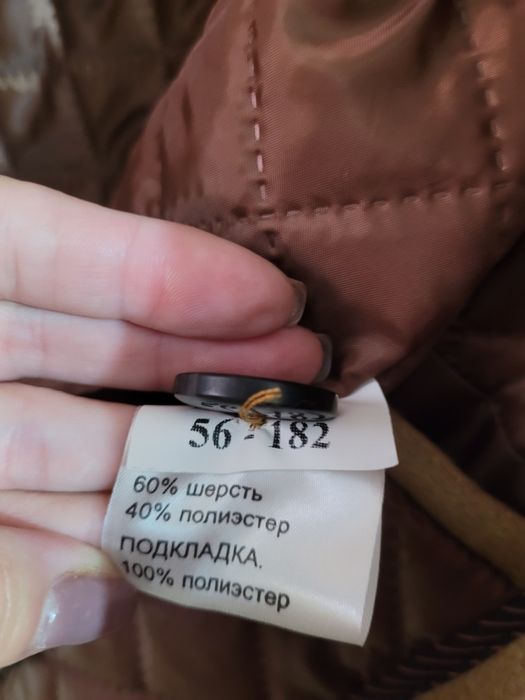 56 - 182
60% шерсть
40% полиэстер
ПОДКЛАДКА.
100% полиэстер